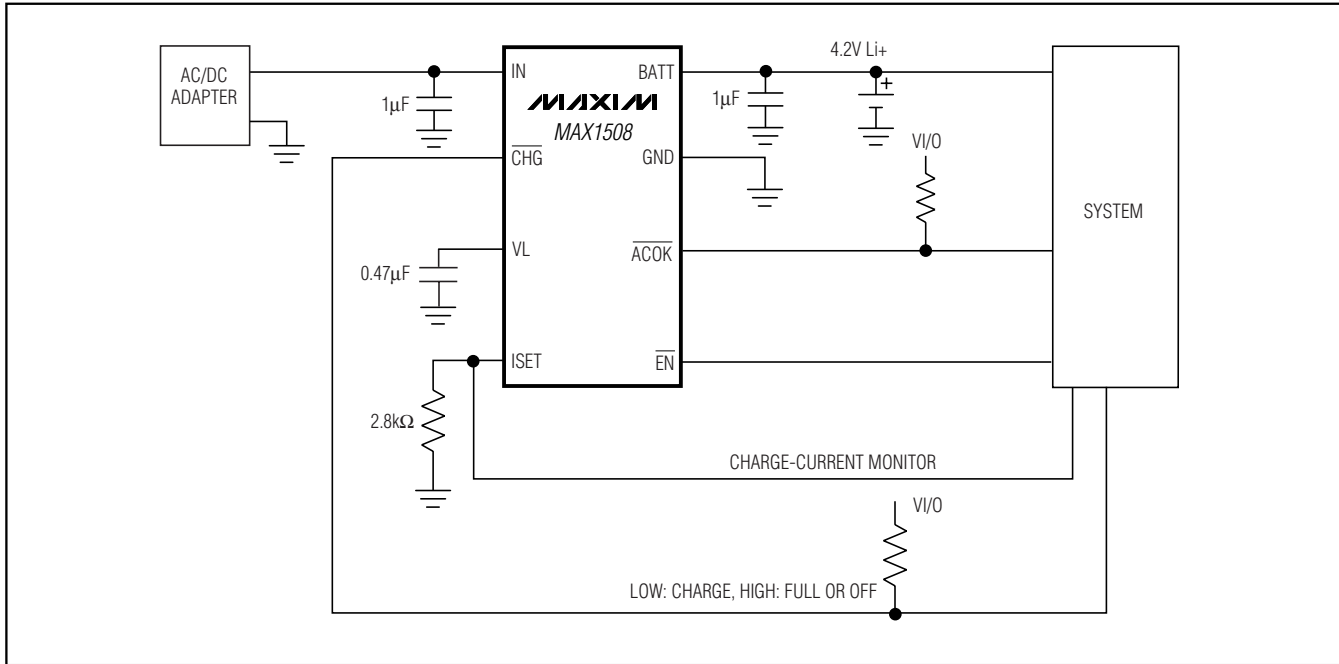 AC/DC
ADAPTER
1µF
IN
CHG
VL
ISET
MAXIM
MAX1508
BATT
GND
ACOK
EN
0.47µF
2.8kΩ
1µF
4.2V Li+
+
VI/O
SYSTEM
CHARGE-CURRENT MONITOR
VI/O
LOW: CHARGE, HIGH: FULL OR OFF